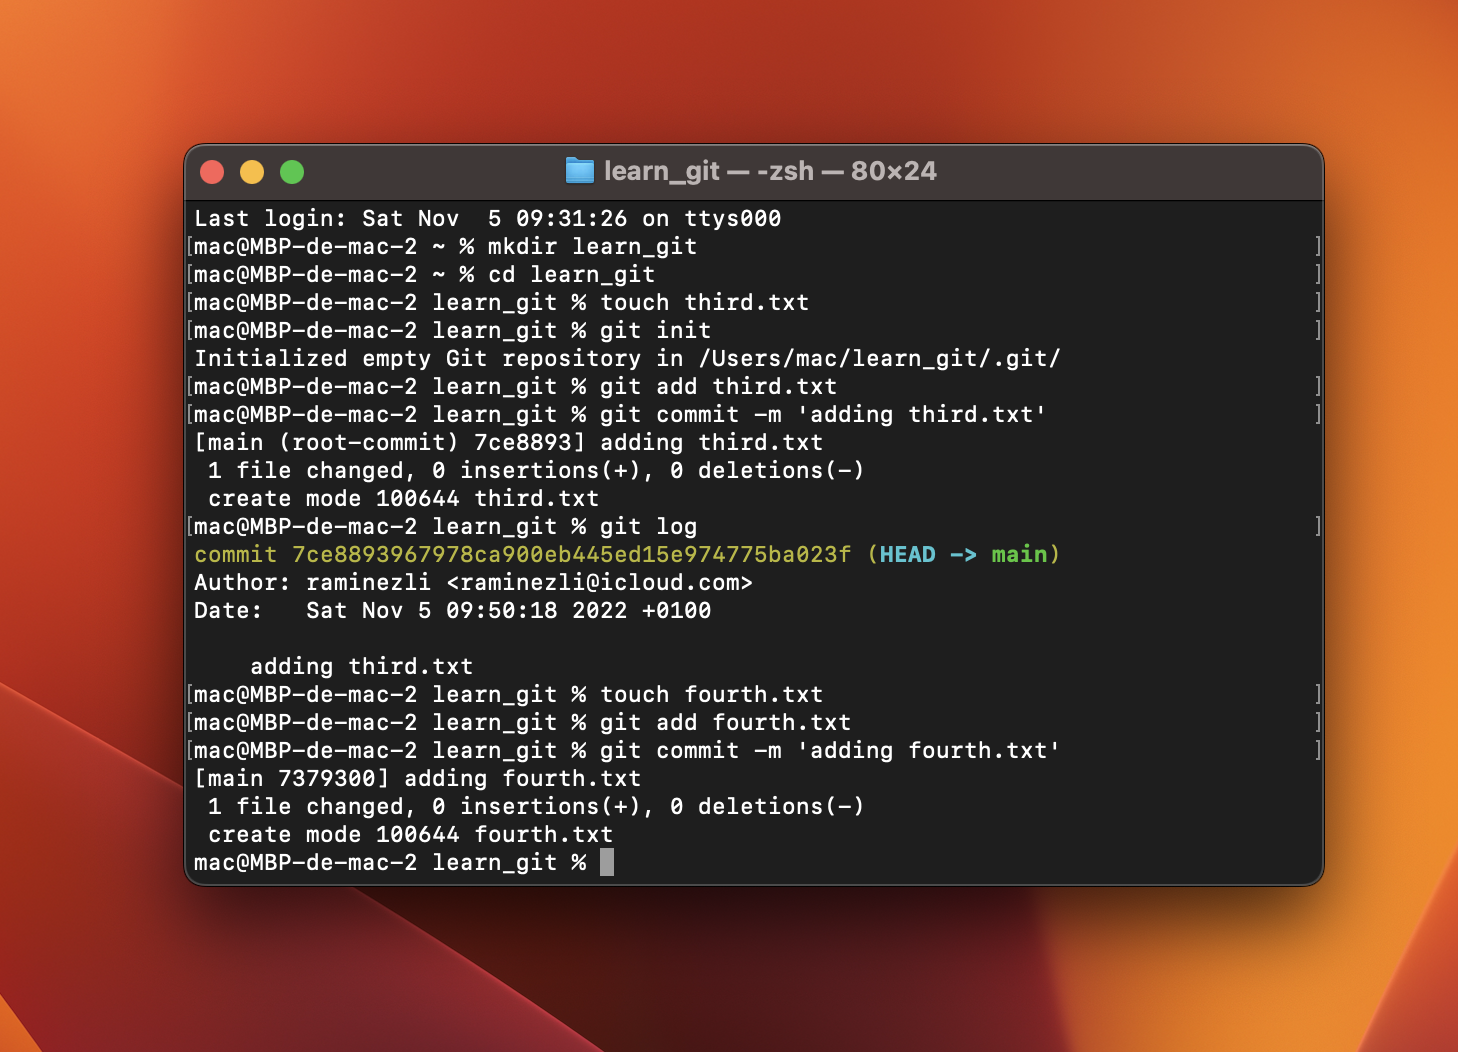 learn_git — -zsh — 80×24
Last login: Sat Nov  5 09:31:26 on ttys000
[mac@MBP-de-mac-2 ~ % mkdir learn_git ]
[mac@MBP-de-mac-2 ~ % cd learn_git ]
[mac@MBP-de-mac-2 learn_git % touch third.txt ]
[mac@MBP-de-mac-2 learn_git % git init ]
Initialized empty Git repository in /Users/mac/learn_git/.git/
[mac@MBP-de-mac-2 learn_git % git add third.txt ]
[mac@MBP-de-mac-2 learn_git % git commit -m 'adding third.txt' ]
[main (root-commit) 7ce8893] adding third.txt
 1 file changed, 0 insertions(+), 0 deletions(-)
 create mode 100644 third.txt
[mac@MBP-de-mac-2 learn_git % git log ]
commit 7ce8893967978ca900eb445ed15e974775ba023f (HEAD -> main)
Author: raminezli <raminezli@icloud.com>
Date:   Sat Nov 5 09:50:18 2022 +0100
    adding third.txt
[mac@MBP-de-mac-2 learn_git % touch fourth.txt ]
[mac@MBP-de-mac-2 learn_git % git add fourth.txt ]
[mac@MBP-de-mac-2 learn_git % git commit -m 'adding fourth.txt' ]
[main 7379300] adding fourth.txt
 1 file changed, 0 insertions(+), 0 deletions(-)
 create mode 100644 fourth.txt
mac@MBP-de-mac-2 learn_git %